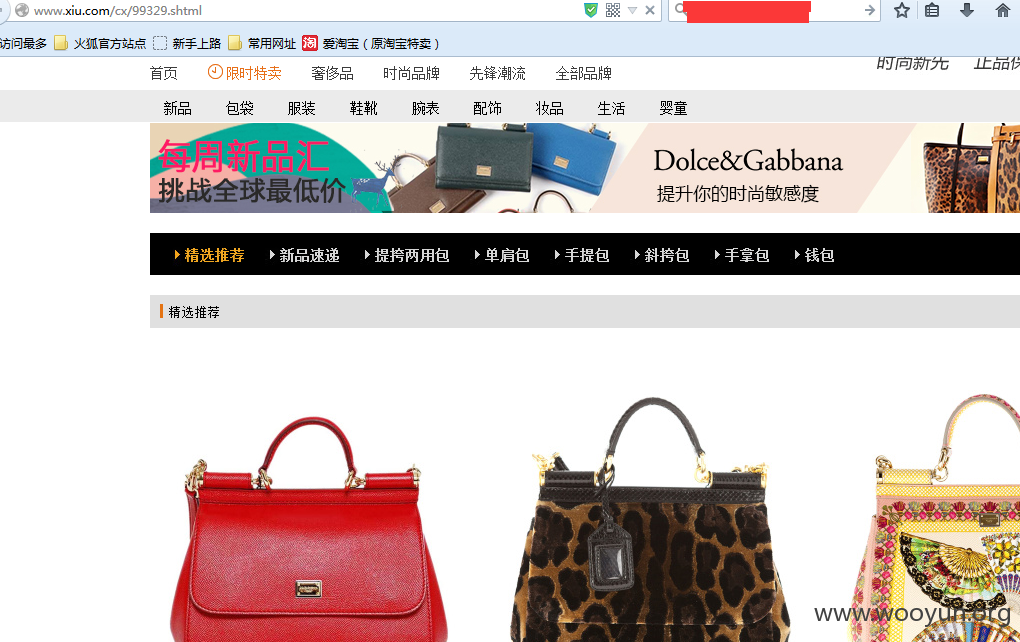 www.xiu.com/cx/99329.shtml
访问最多 火狐官方站点 新手上路 常用网址 淘 爱淘宝（原淘宝特卖）
首页 限时特卖 奢侈品 时尚品牌 先锋潮流 全部品牌
时尚新先 正品保
新品 包袋 服装 鞋靴 腕表 配饰 妆品 生活 婴童
每周新品汇
挑战全球最低价
Dolce&Gabbana
提升你的时尚敏感度
精选推荐 新品速递 提挎两用包 单肩包 手提包 斜挎包 手拿包 钱包
精选推荐
www.wooyun.org